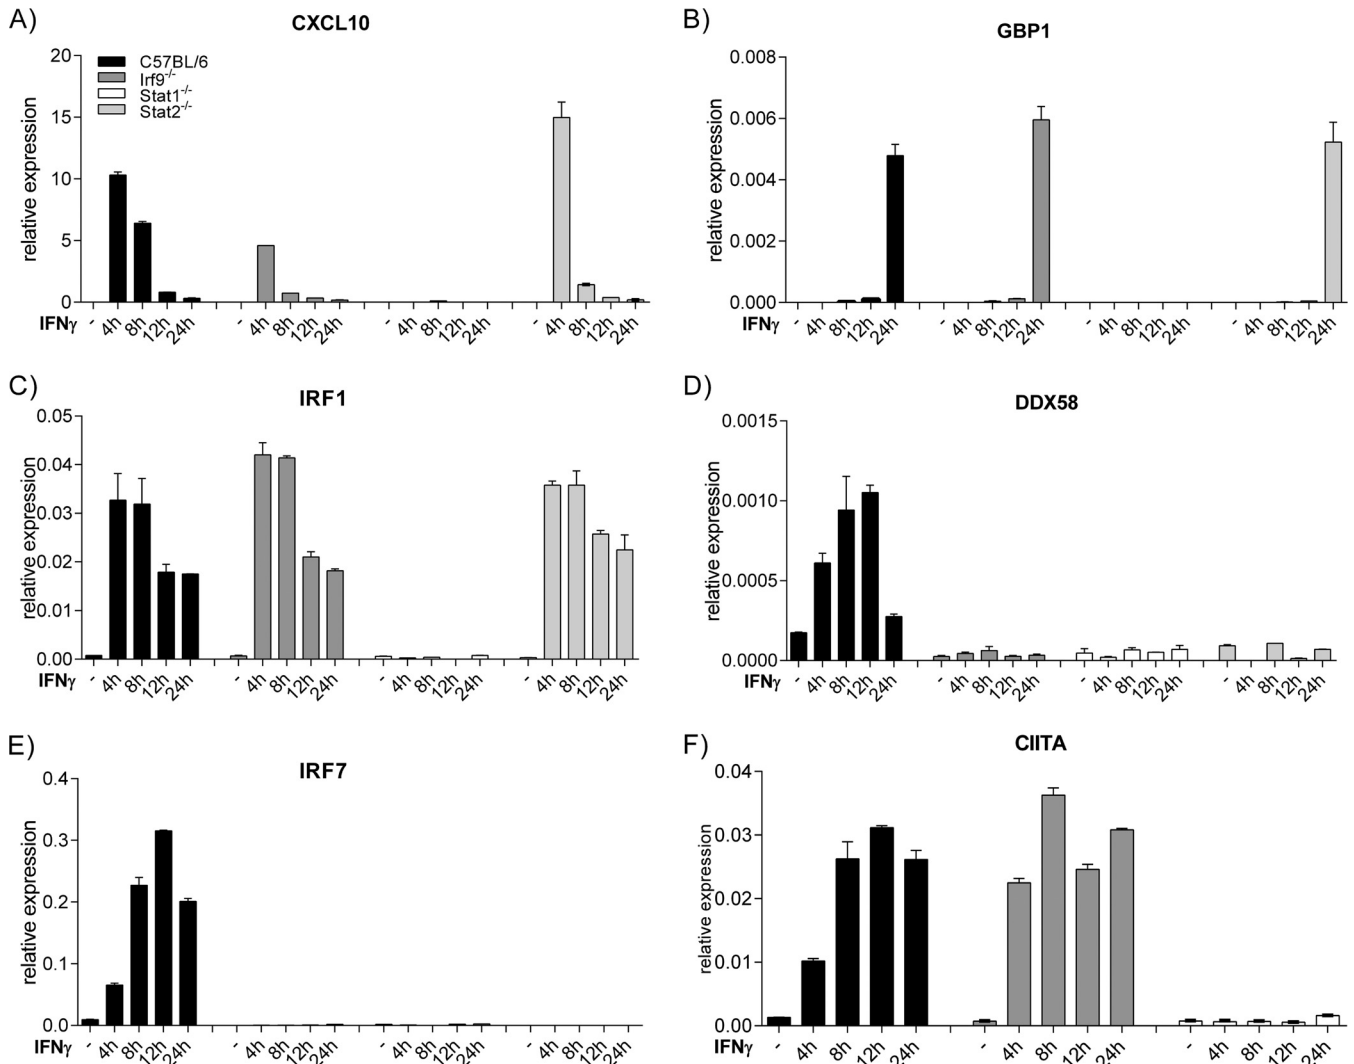 A)
CXCL10
relative expression
20
15
10
5
0
C57BL/6
Irf9-/-
Stat1-/-
Stat2-/-
IFNγ - 4h 8h 12h 24h - 4h 8h 12h 24h - 4h 8h 12h 24h - 4h 8h 12h 24h
B)
GBP1
relative expression
0.008
0.006
0.004
0.002
0.000
IFNγ - 4h 8h 12h 24h - 4h 8h 12h 24h - 4h 8h 12h 24h - 4h 8h 12h 24h
C)
IRF1
relative expression
0.05
0.04
0.03
0.02
0.01
0.00
IFNγ - 4h 8h 12h 24h - 4h 8h 12h 24h - 4h 8h 12h 24h - 4h 8h 12h 24h
D)
DDX58
relative expression
0.0015
0.0010
0.0005
0.0000
IFNγ - 4h 8h 12h 24h - 4h 8h 12h 24h - 4h 8h 12h 24h - 4h 8h 12h 24h
E)
IRF7
relative expression
0.4
0.3
0.2
0.1
0.0
IFNγ - 4h 8h 12h 24h - 4h 8h 12h 24h - 4h 8h 12h 24h - 4h 8h 12h 24h
F)
CIITA
relative expression
0.04
0.03
0.02
0.01
0.00
IFNγ - 4h 8h 12h 24h - 4h 8h 12h 24h - 4h 8h 12h 24h